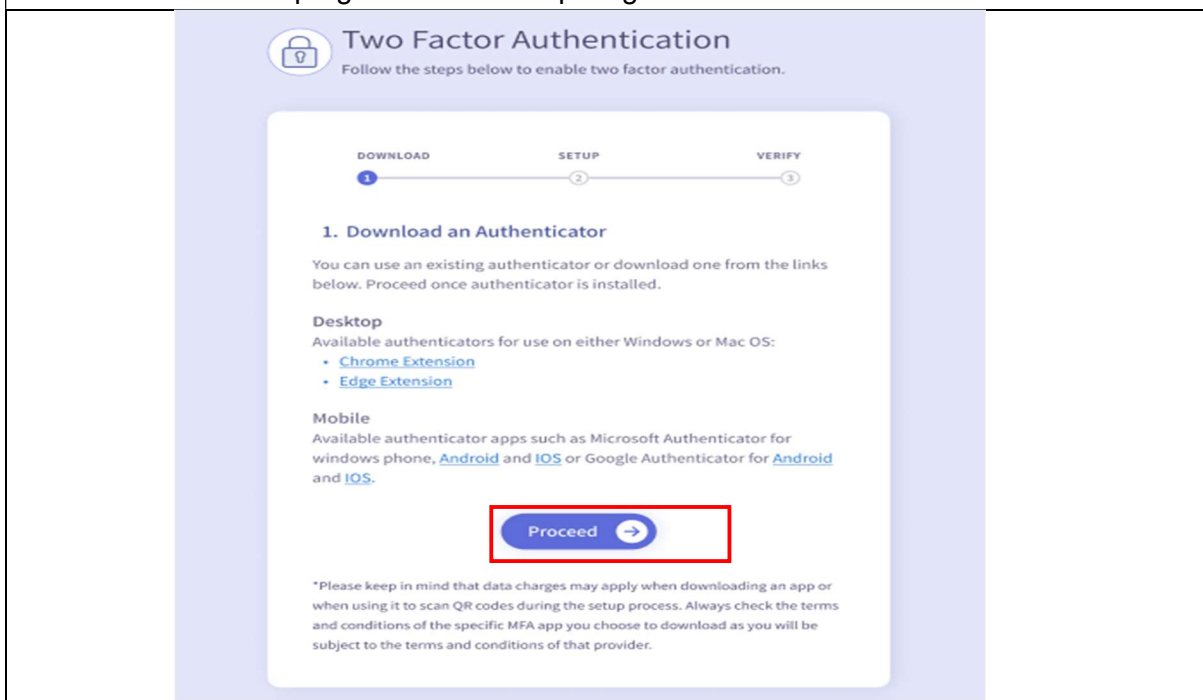 Two Factor Authentication
Follow the steps below to enable two factor authentication.
DOWNLOAD SETUP VERIFY
1 2 3
1. Download an Authenticator
You can use an existing authenticator or download one from the links
below. Proceed once authenticator is installed.
Desktop
Available authenticators for use on either Windows or Mac OS:
• Chrome Extension
• Edge Extension
Mobile
Available authenticator apps such as Microsoft Authenticator for
windows phone, Android and IOS or Google Authenticator for Android
and IOS.
Proceed
*Please keep in mind that data charges may apply when downloading an app or
when using it to scan QR codes during the setup process. Always check the terms
and conditions of the specific MFA app you choose to download as you will be
subject to the terms and conditions of that provider.